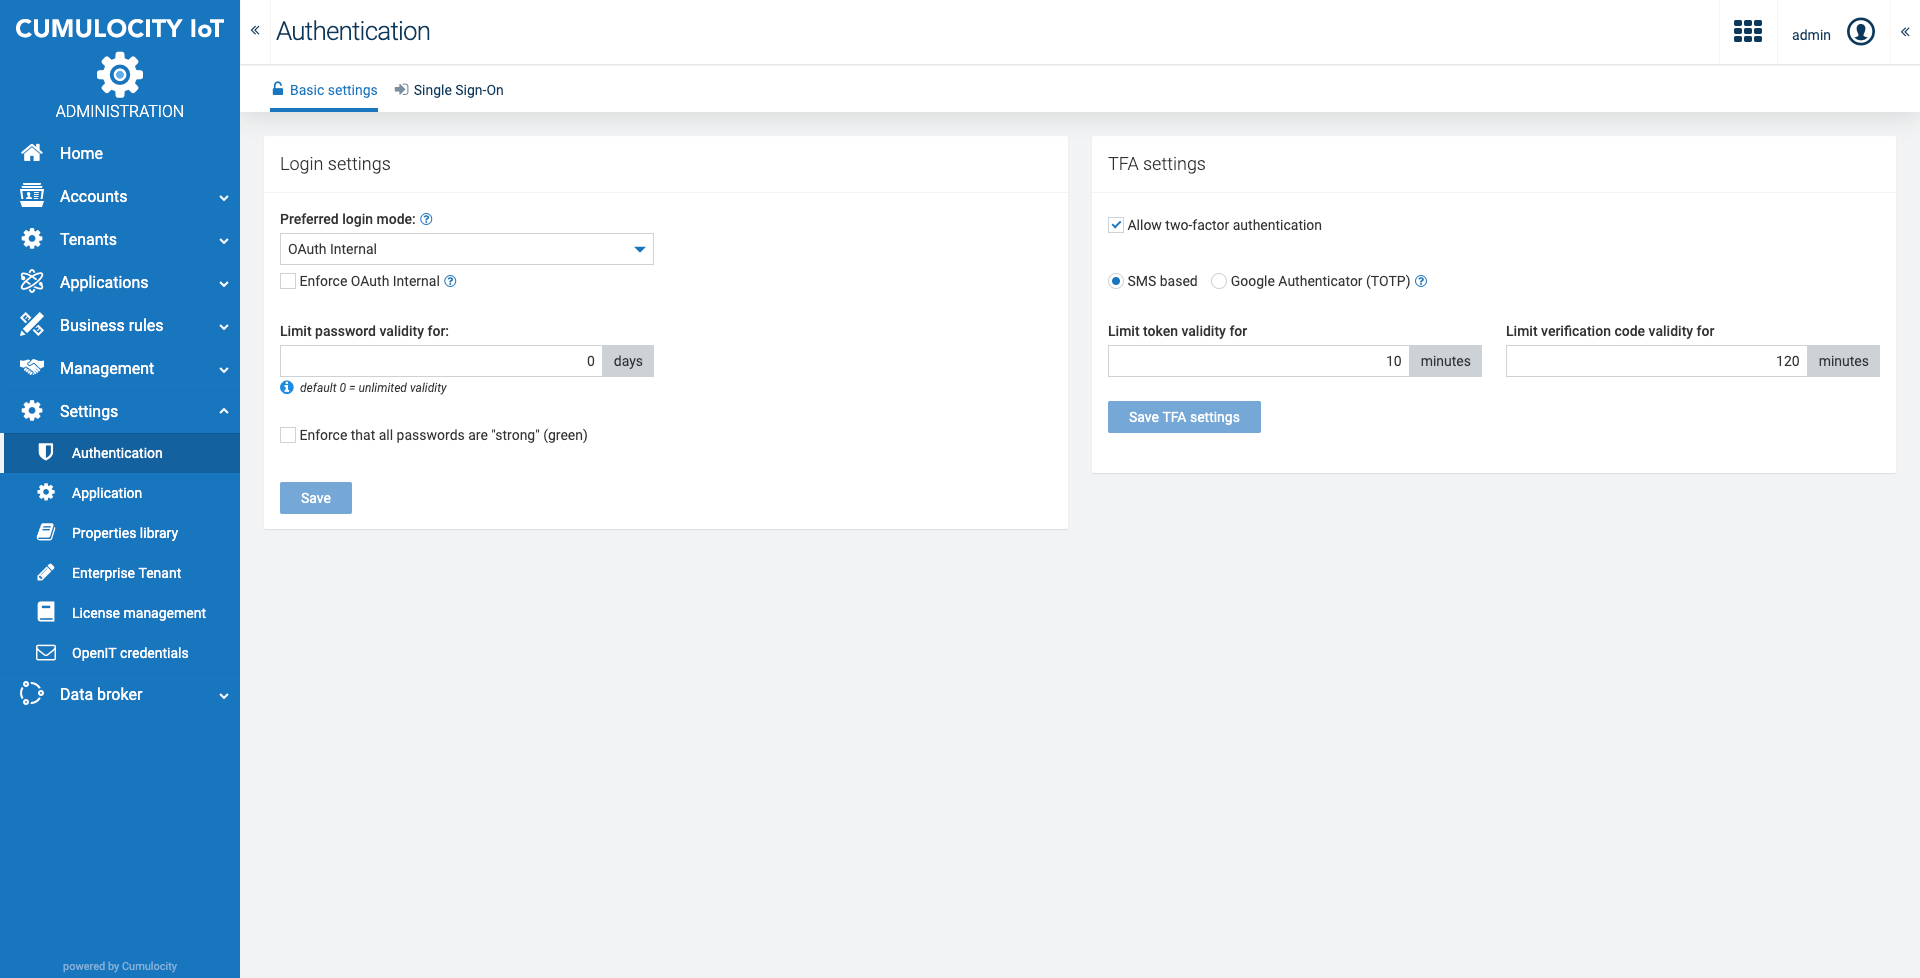 CUMULOCITY IoT
ADMINISTRATION
Home
Accounts
Tenants
Applications
Business rules
Management
Settings
Authentication
Application
Properties library
Enterprise Tenant
License management
OpenIT credentials
Data broker
powered by Cumulocity
Authentication
admin
Basic settings
Single Sign-On
Login settings
Preferred login mode:
OAuth Internal
Enforce OAuth Internal
Limit password validity for:
0 days
default 0 = unlimited validity
Enforce that all passwords are "strong" (green)
Save
TFA settings
Allow two-factor authentication
SMS based Google Authenticator (TOTP)
Limit token validity for
10 minutes
Limit verification code validity for
120 minutes
Save TFA settings